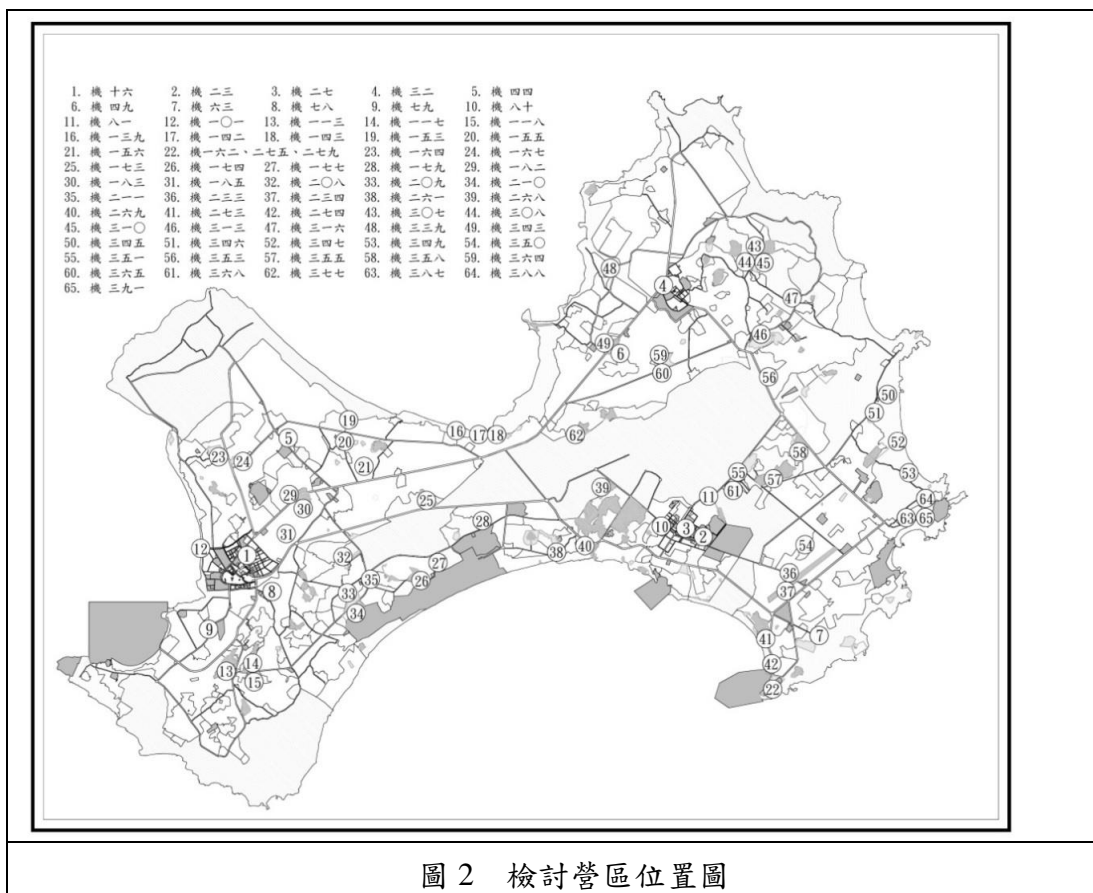 1. 機 十六 2. 機 二三 3. 機 二七 4. 機 三二 5. 機 四四
6. 機 四九 7. 機 六三 8. 機 七八 9. 機 七九 10. 機 八十
11. 機 八一 12. 機 一〇一 13. 機 一一三 14. 機 一一七 15. 機 一一八
16. 機 一三九 17. 機 一四二 18. 機 一四三 19. 機 一五三 20. 機 一五五
21. 機 一五六 22. 機一六二、二七五、二七九 23. 機 一六四 24. 機 一六七
25. 機 一七三 26. 機 一七四 27. 機 一七七 28. 機 一七九 29. 機 一八二
30. 機 一八三 31. 機 一八五 32. 機 二〇八 33. 機 二〇九 34. 機 二一〇
35. 機 二一一 36. 機 二三三 37. 機 二三四 38. 機 二六一 39. 機 二六八
40. 機 二六九 41. 機 二七三 42. 機 二七四 43. 機 三〇七 44. 機 三〇八
45. 機 三一〇 46. 機 三一三 47. 機 三一六 48. 機 三三九 49. 機 三四三
50. 機 三四五 51. 機 三四六 52. 機 三四七 53. 機 三四九 54. 機 三五〇
55. 機 三五一 56. 機 三五三 57. 機 三五五 58. 機 三五八 59. 機 三六四
60. 機 三六五 61. 機 三六八 62. 機 三七七 63. 機 三八七 64. 機 三八八
65. 機 三九一
43
44 45
48
4
47
46
49 6 59
60
56
50
51
19
16 17 18
62
5
20
52
23 24
21
58
53
55
57
29
25
39
61
30
11
64
28
10 3 2
63 65
31
12
1
40 38
54
32
27
36
35
26
8
33
37
34
9
41 7
14
13
42
15
22
圖 2 檢討營區位置圖